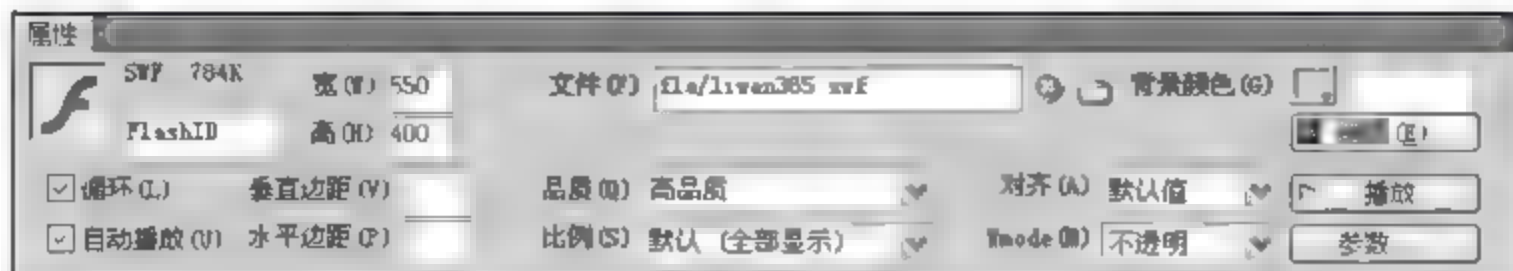 属性
SWF 784K 宽(W) 550 文件(F) fla/liwan365 swf 背景颜色(G)
FlashID 高(H) 400 (E)
循环(L) 垂直边距(V) 品质(Q) 高品质 对齐(A) 默认值 播放
自动播放(U) 水平边距(P) 比例(S) 默认 (全部显示) Wmode(M) 不透明 参数